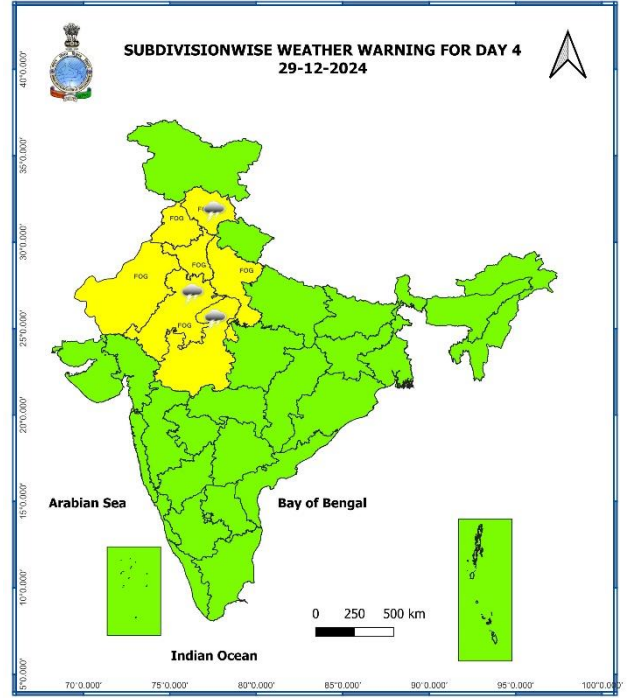 SUBDIVISIONWISE WEATHER WARNING FOR DAY 4
29-12-2024
40°0.000'
35°0.000'
30°0.000'
25°0.000'
20°0.000'
15°0.000'
10°0.000'
5°0.000'
FOG
FOG
FOG
FOG
FOG
Arabian Sea
Bay of Bengal
0 250 500 km
Indian Ocean
70°0.000' 75°0.000' 80°0.000' 85°0.000' 90°0.000' 95°0.000' 100°0.000'